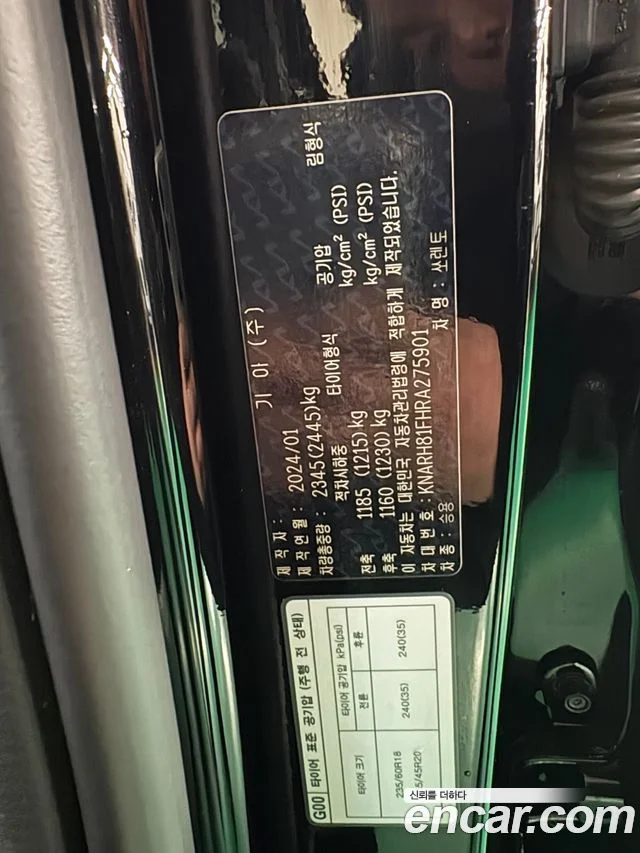 제 작 자 : 기 아 (주)
제 작 연 월 : 2024/01
차량총중량 : 2345(2445)kg
적차시하중 타이어형식 공기압 림형식
전축 1185 (1215)kg kg/cm² (PSI)
후축 1160 (1230)kg kg/cm² (PSI)
이 자동차는 대한민국 자동차관리법령에 적합하게 제작되었습니다.
차 대 번 호 : KNARH81FHRA275901
차 종 : 승용 차 명 : 쏘렌토
G00 타이어 표준 공기압 (주행 전 상태)
타이어 크기 타이어 공기압 kPa(psi)
전륜 후륜
235/60R18 240(35) 240(35)
5/45R20
신뢰를 더하다
encar.com